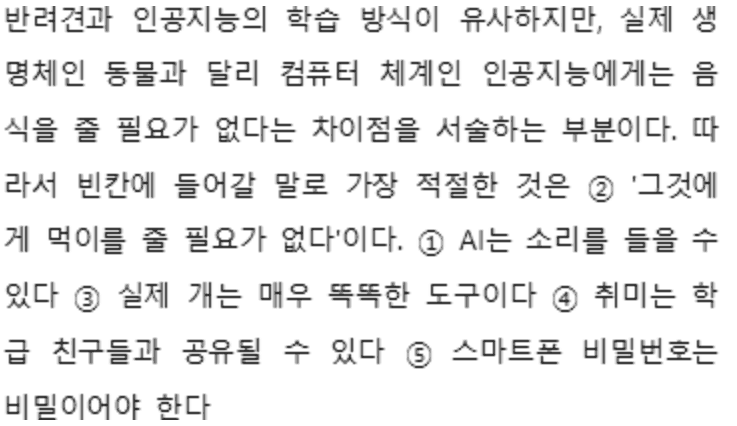 반려견과 인공지능의 학습 방식이 유사하지만, 실제 생
명체인 동물과 달리 컴퓨터 체계인 인공지능에게는 음
식을 줄 필요가 없다는 차이점을 서술하는 부분이다. 따
라서 빈칸에 들어갈 말로 가장 적절한 것은 ② '그것에
게 먹이를 줄 필요가 없다'이다. ① AI는 소리를 들을 수
있다 ③ 실제 개는 매우 똑똑한 도구이다 ④ 취미는 학
급 친구들과 공유될 수 있다 ⑤ 스마트폰 비밀번호는
비밀이어야 한다